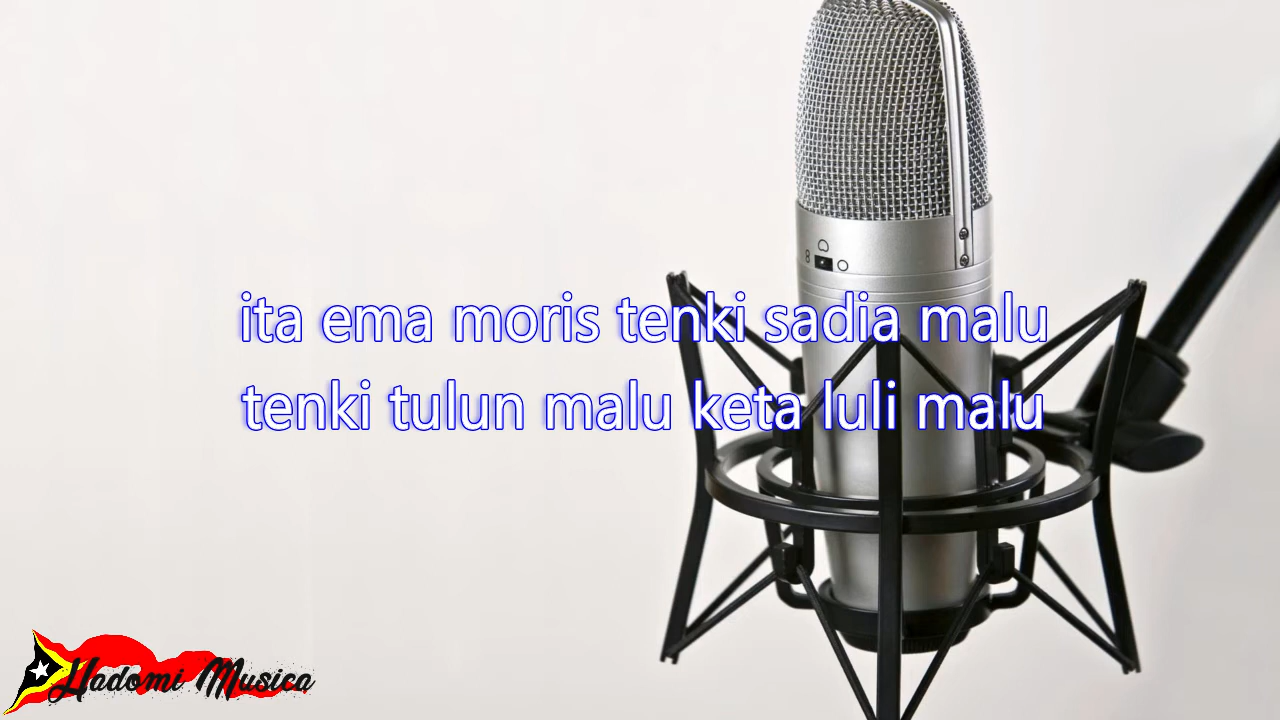 ita ema moris tenki sadia malu
tenki tulun malu keta luli malu
Hadomi Musica